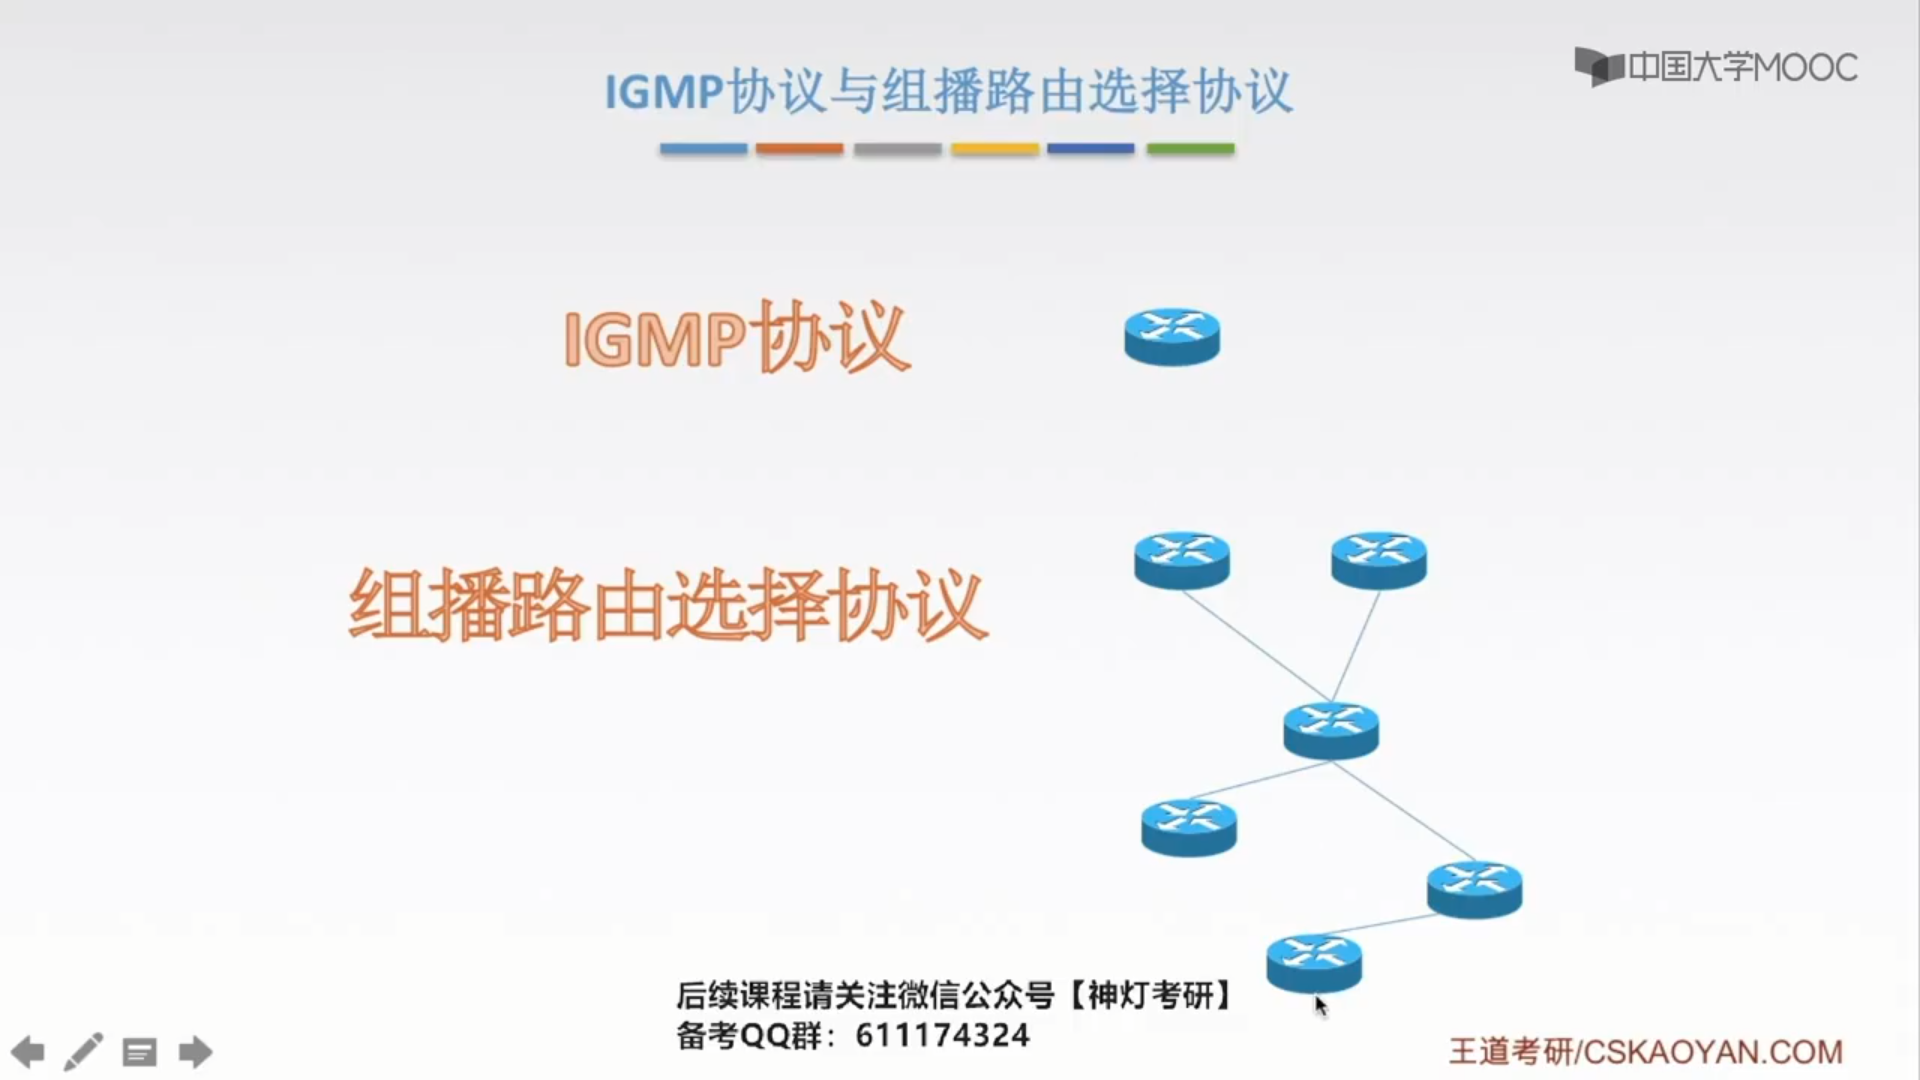 IGMP协议与组播路由选择协议
中国大学MOOC
IGMP协议
组播路由选择协议
后续课程请关注微信公众号【神灯考研】
备考QQ群：611174324
王道考研/CSKAOYAN.COM